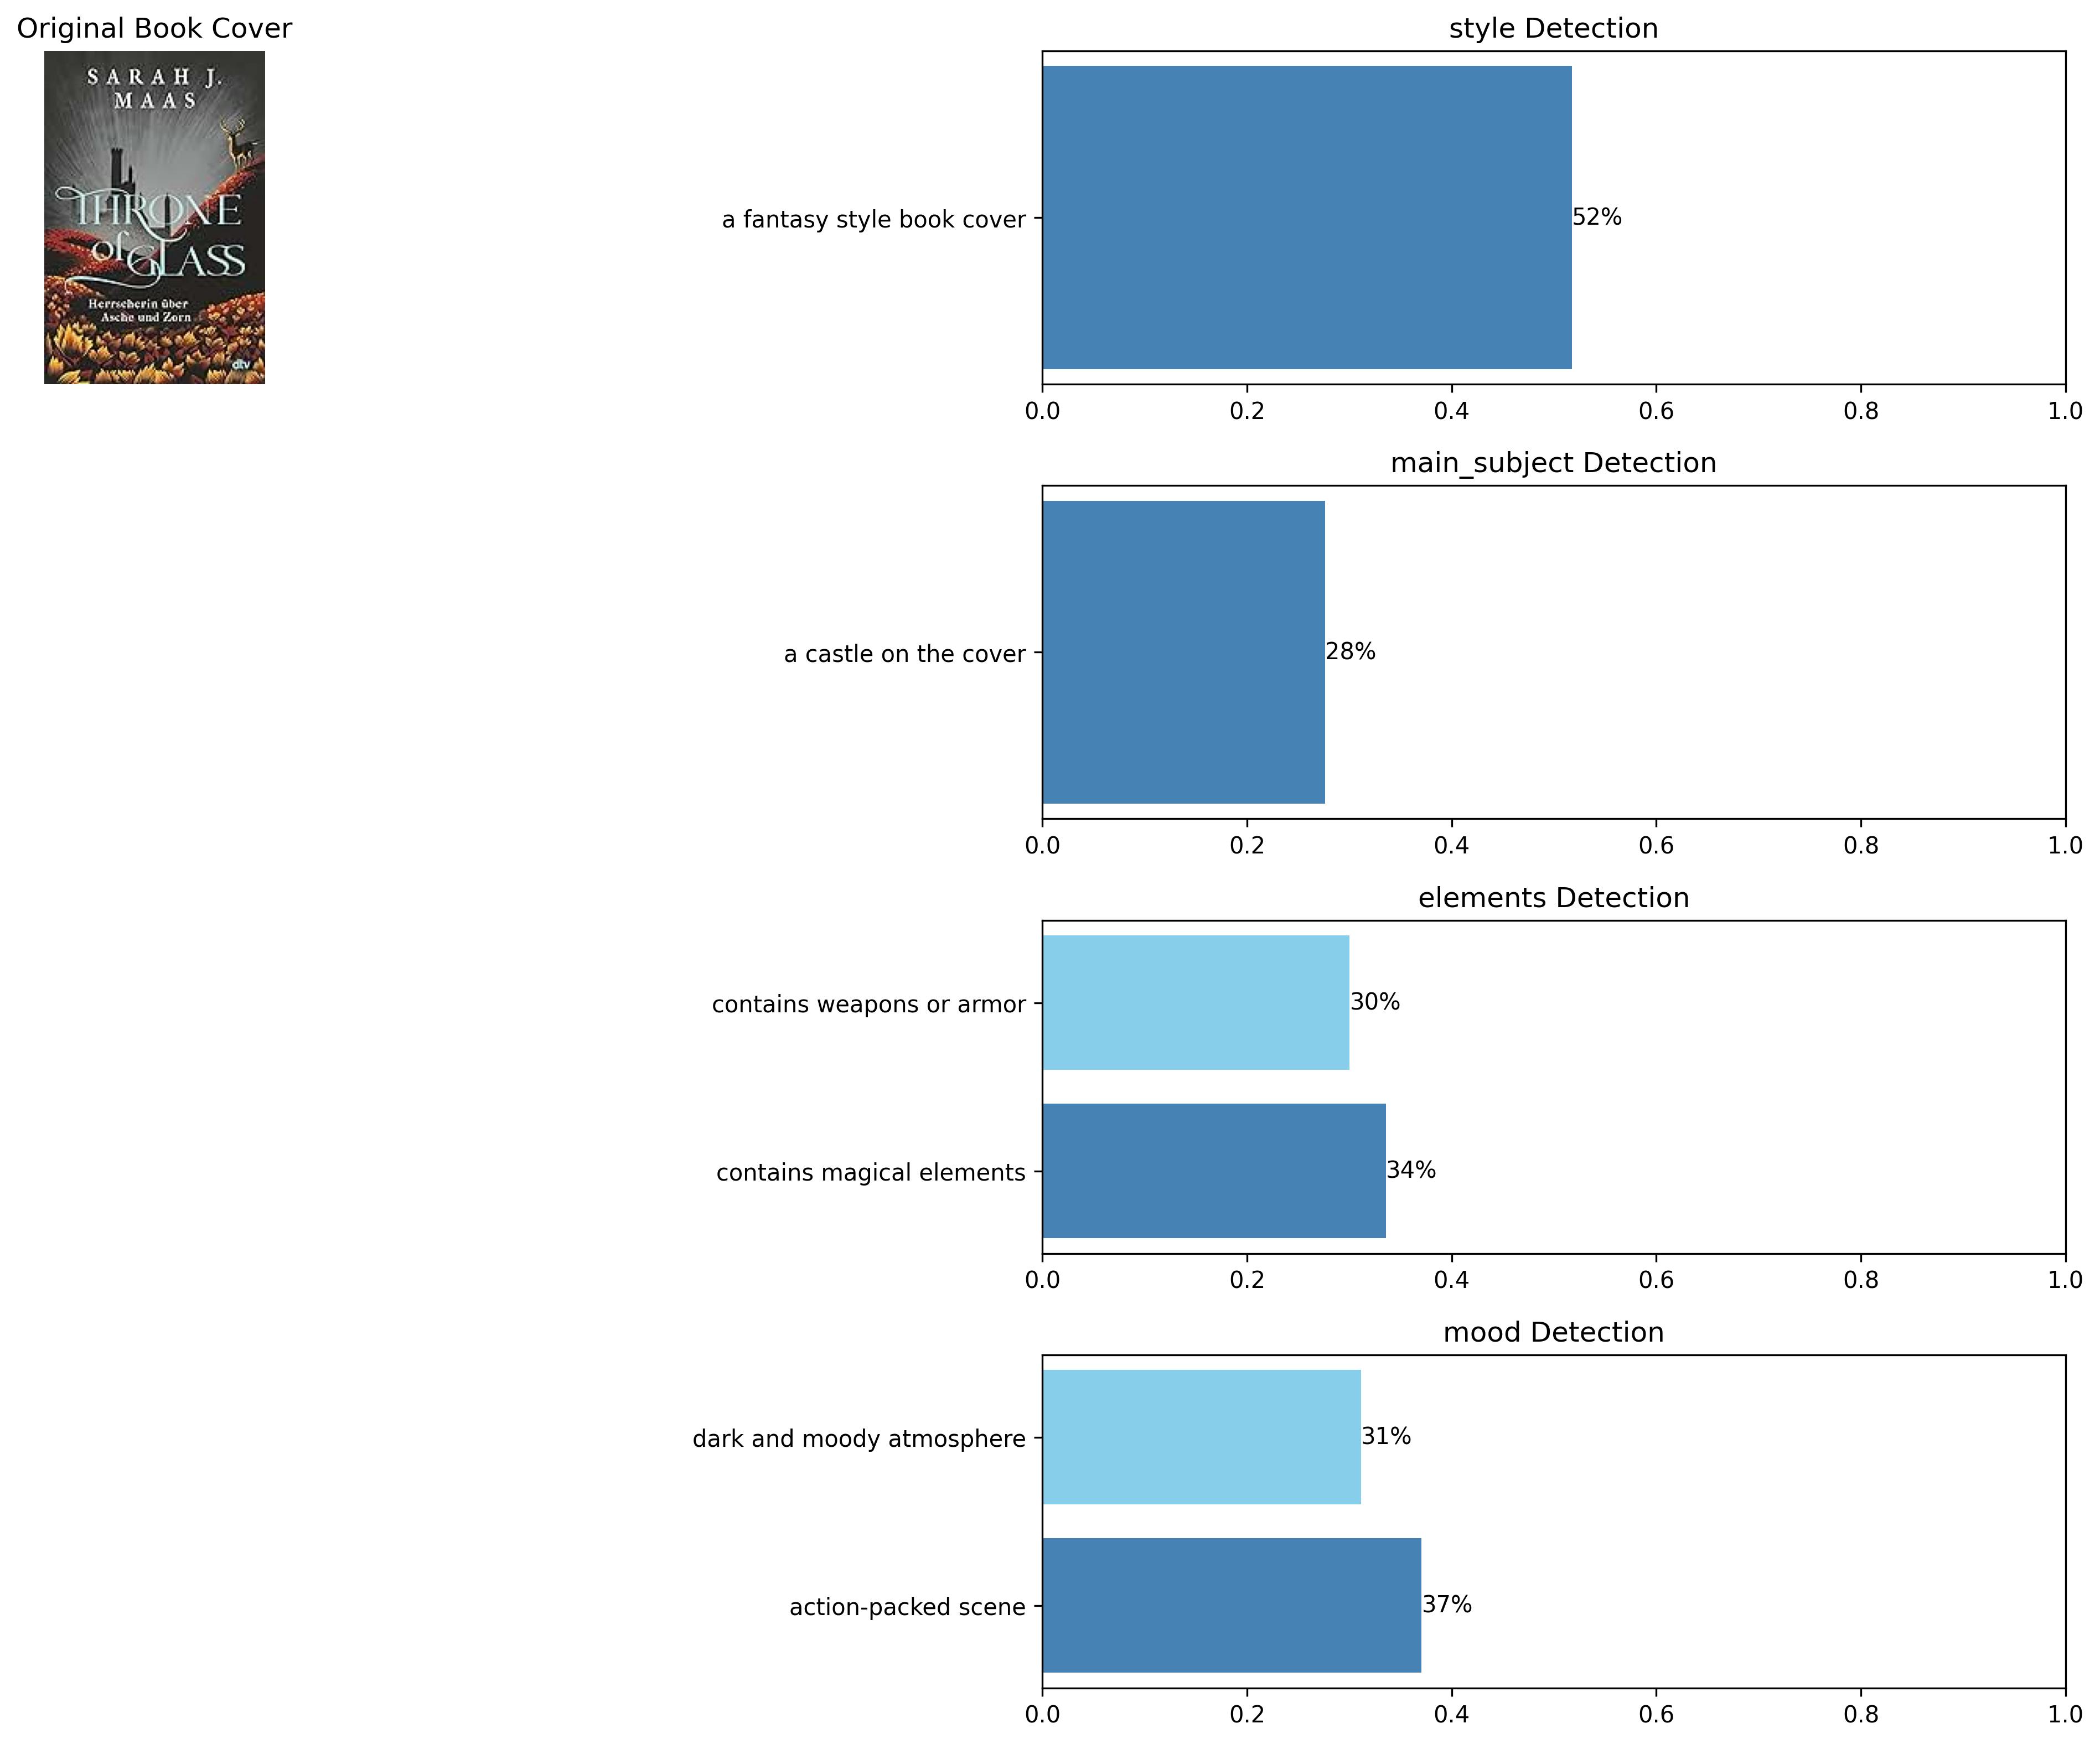 Original Book Cover
SARAH J.
MAAS
THRONE
of GLASS
Herrscherin über
Asche und Zorn
dtv
style Detection
a fantasy style book cover
52%
0.0 0.2 0.4 0.6 0.8 1.0
main_subject Detection
a castle on the cover
28%
0.0 0.2 0.4 0.6 0.8 1.0
elements Detection
contains weapons or armor
30%
contains magical elements
34%
0.0 0.2 0.4 0.6 0.8 1.0
mood Detection
dark and moody atmosphere
31%
action-packed scene
37%
0.0 0.2 0.4 0.6 0.8 1.0